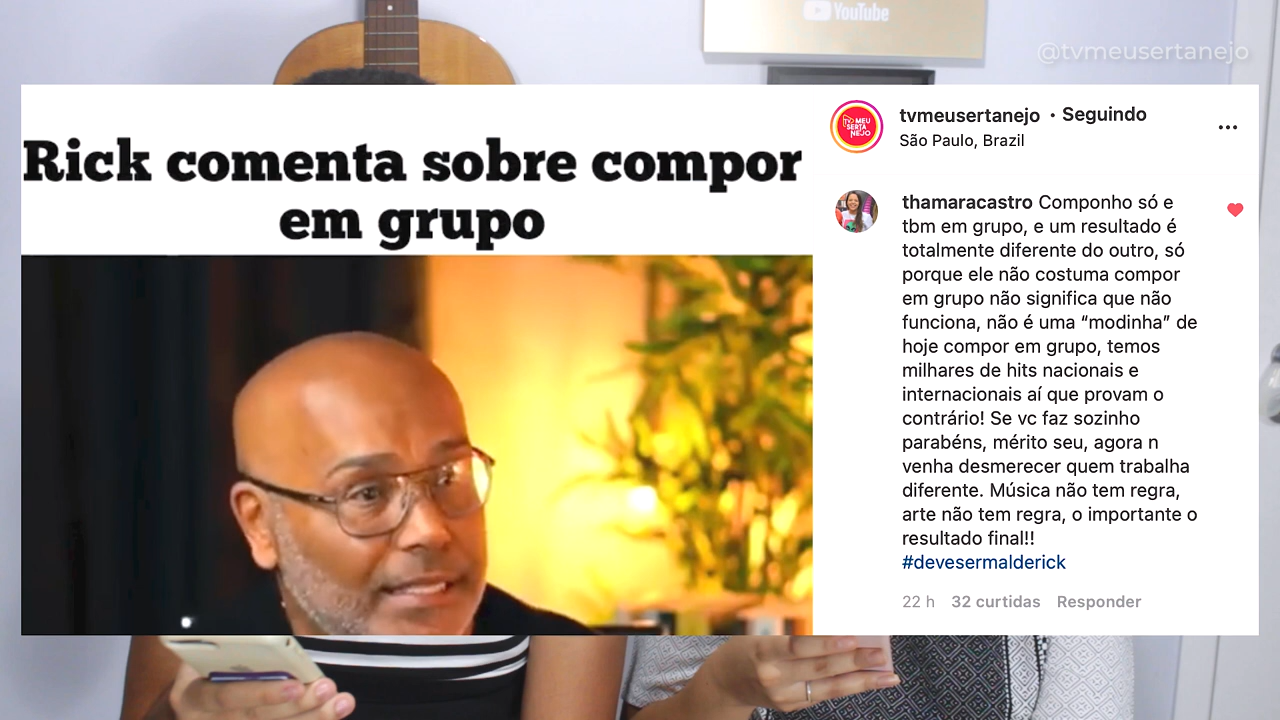 YouTube
@tvmeusertanejo
Rick comenta sobre compor
em grupo
TV MEU
SERTA
NEJO
tvmeusertanejo • Seguindo
São Paulo, Brazil
thamaracastro Componho só e
tbm em grupo, e um resultado é
totalmente diferente do outro, só
porque ele não costuma compor
em grupo não significa que não
funciona, não é uma “modinha” de
hoje compor em grupo, temos
milhares de hits nacionais e
internacionais aí que provam o
contrário! Se vc faz sozinho
parabéns, mérito seu, agora n
venha desmerecer quem trabalha
diferente. Música não tem regra,
arte não tem regra, o importante o
resultado final!!
#devesermalderick
22 h 32 curtidas Responder